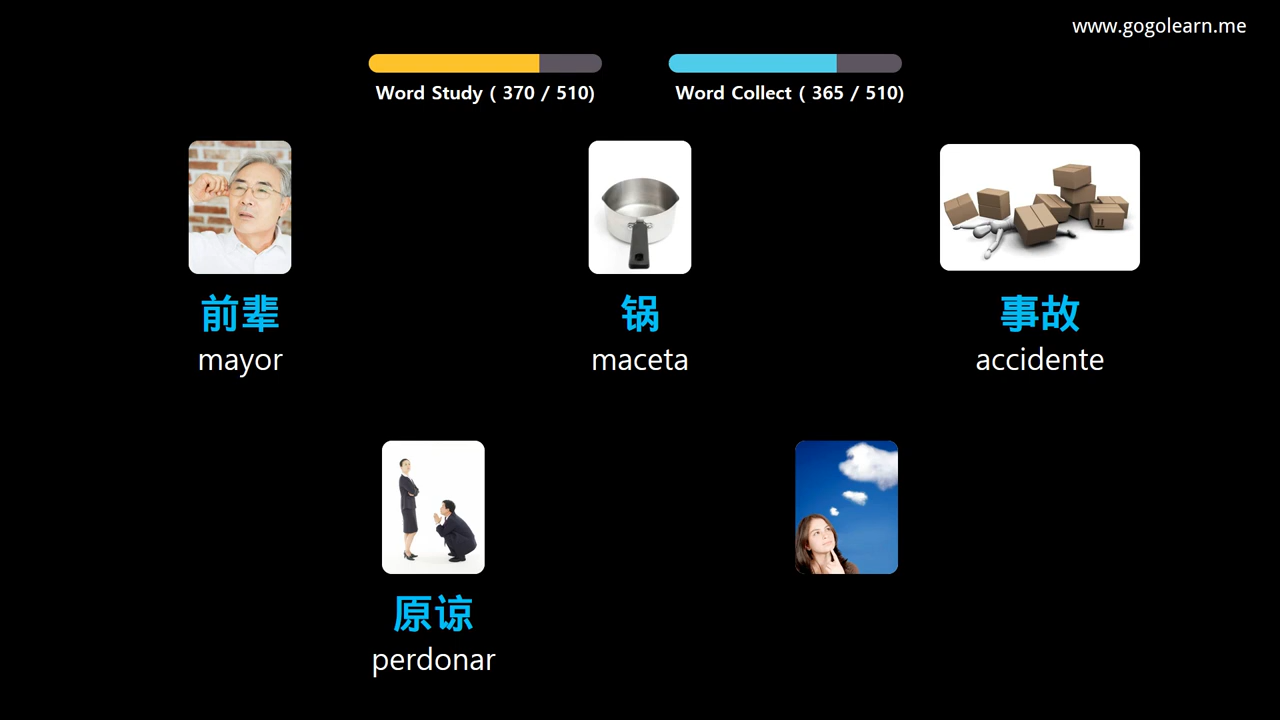 www.gogolearn.me
Word Study ( 370 / 510)
Word Collect ( 365 / 510)
前辈
mayor
锅
maceta
事故
accidente
原谅
perdonar